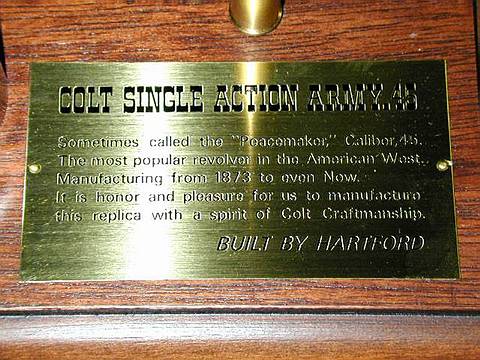 COLT SINGLE ACTION ARMY.45
Sometimes called the "Peacemaker," Caliber,45.
The most popular revolver in the American West.
Manufacturing from 1873 to even Now.
It is honor and pleasure for us to manufacture
this replica with a spirit of Colt Craftmanship.
BUILT BY HARTFORD